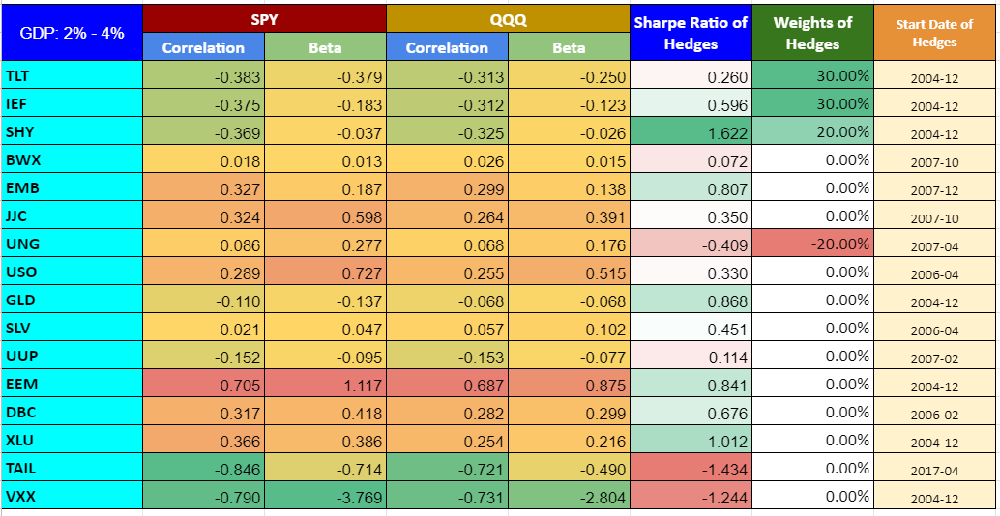 GDP: 2% - 4% SPY QQQ Sharpe Ratio of Hedges Weights of Hedges Start Date of Hedges
Correlation Beta Correlation Beta
TLT -0.383 -0.379 -0.313 -0.250 0.260 30.00% 2004-12
IEF -0.375 -0.183 -0.312 -0.123 0.596 30.00% 2004-12
SHY -0.369 -0.037 -0.325 -0.026 1.622 20.00% 2004-12
BWX 0.018 0.013 0.026 0.015 0.072 0.00% 2007-10
EMB 0.327 0.187 0.299 0.138 0.807 0.00% 2007-12
JJC 0.324 0.598 0.264 0.391 0.350 0.00% 2007-10
UNG 0.086 0.277 0.068 0.176 -0.409 -20.00% 2007-04
USO 0.289 0.727 0.255 0.515 0.330 0.00% 2006-04
GLD -0.110 -0.137 -0.068 -0.068 0.868 0.00% 2004-12
SLV 0.021 0.047 0.057 0.102 0.451 0.00% 2006-04
UUP -0.152 -0.095 -0.153 -0.077 0.114 0.00% 2007-02
EEM 0.705 1.117 0.687 0.875 0.841 0.00% 2004-12
DBC 0.317 0.418 0.282 0.299 0.676 0.00% 2006-02
XLU 0.366 0.386 0.254 0.216 1.012 0.00% 2004-12
TAIL -0.846 -0.714 -0.721 -0.490 -1.434 0.00% 2017-04
VXX -0.790 -3.769 -0.731 -2.804 -1.244 0.00% 2004-12